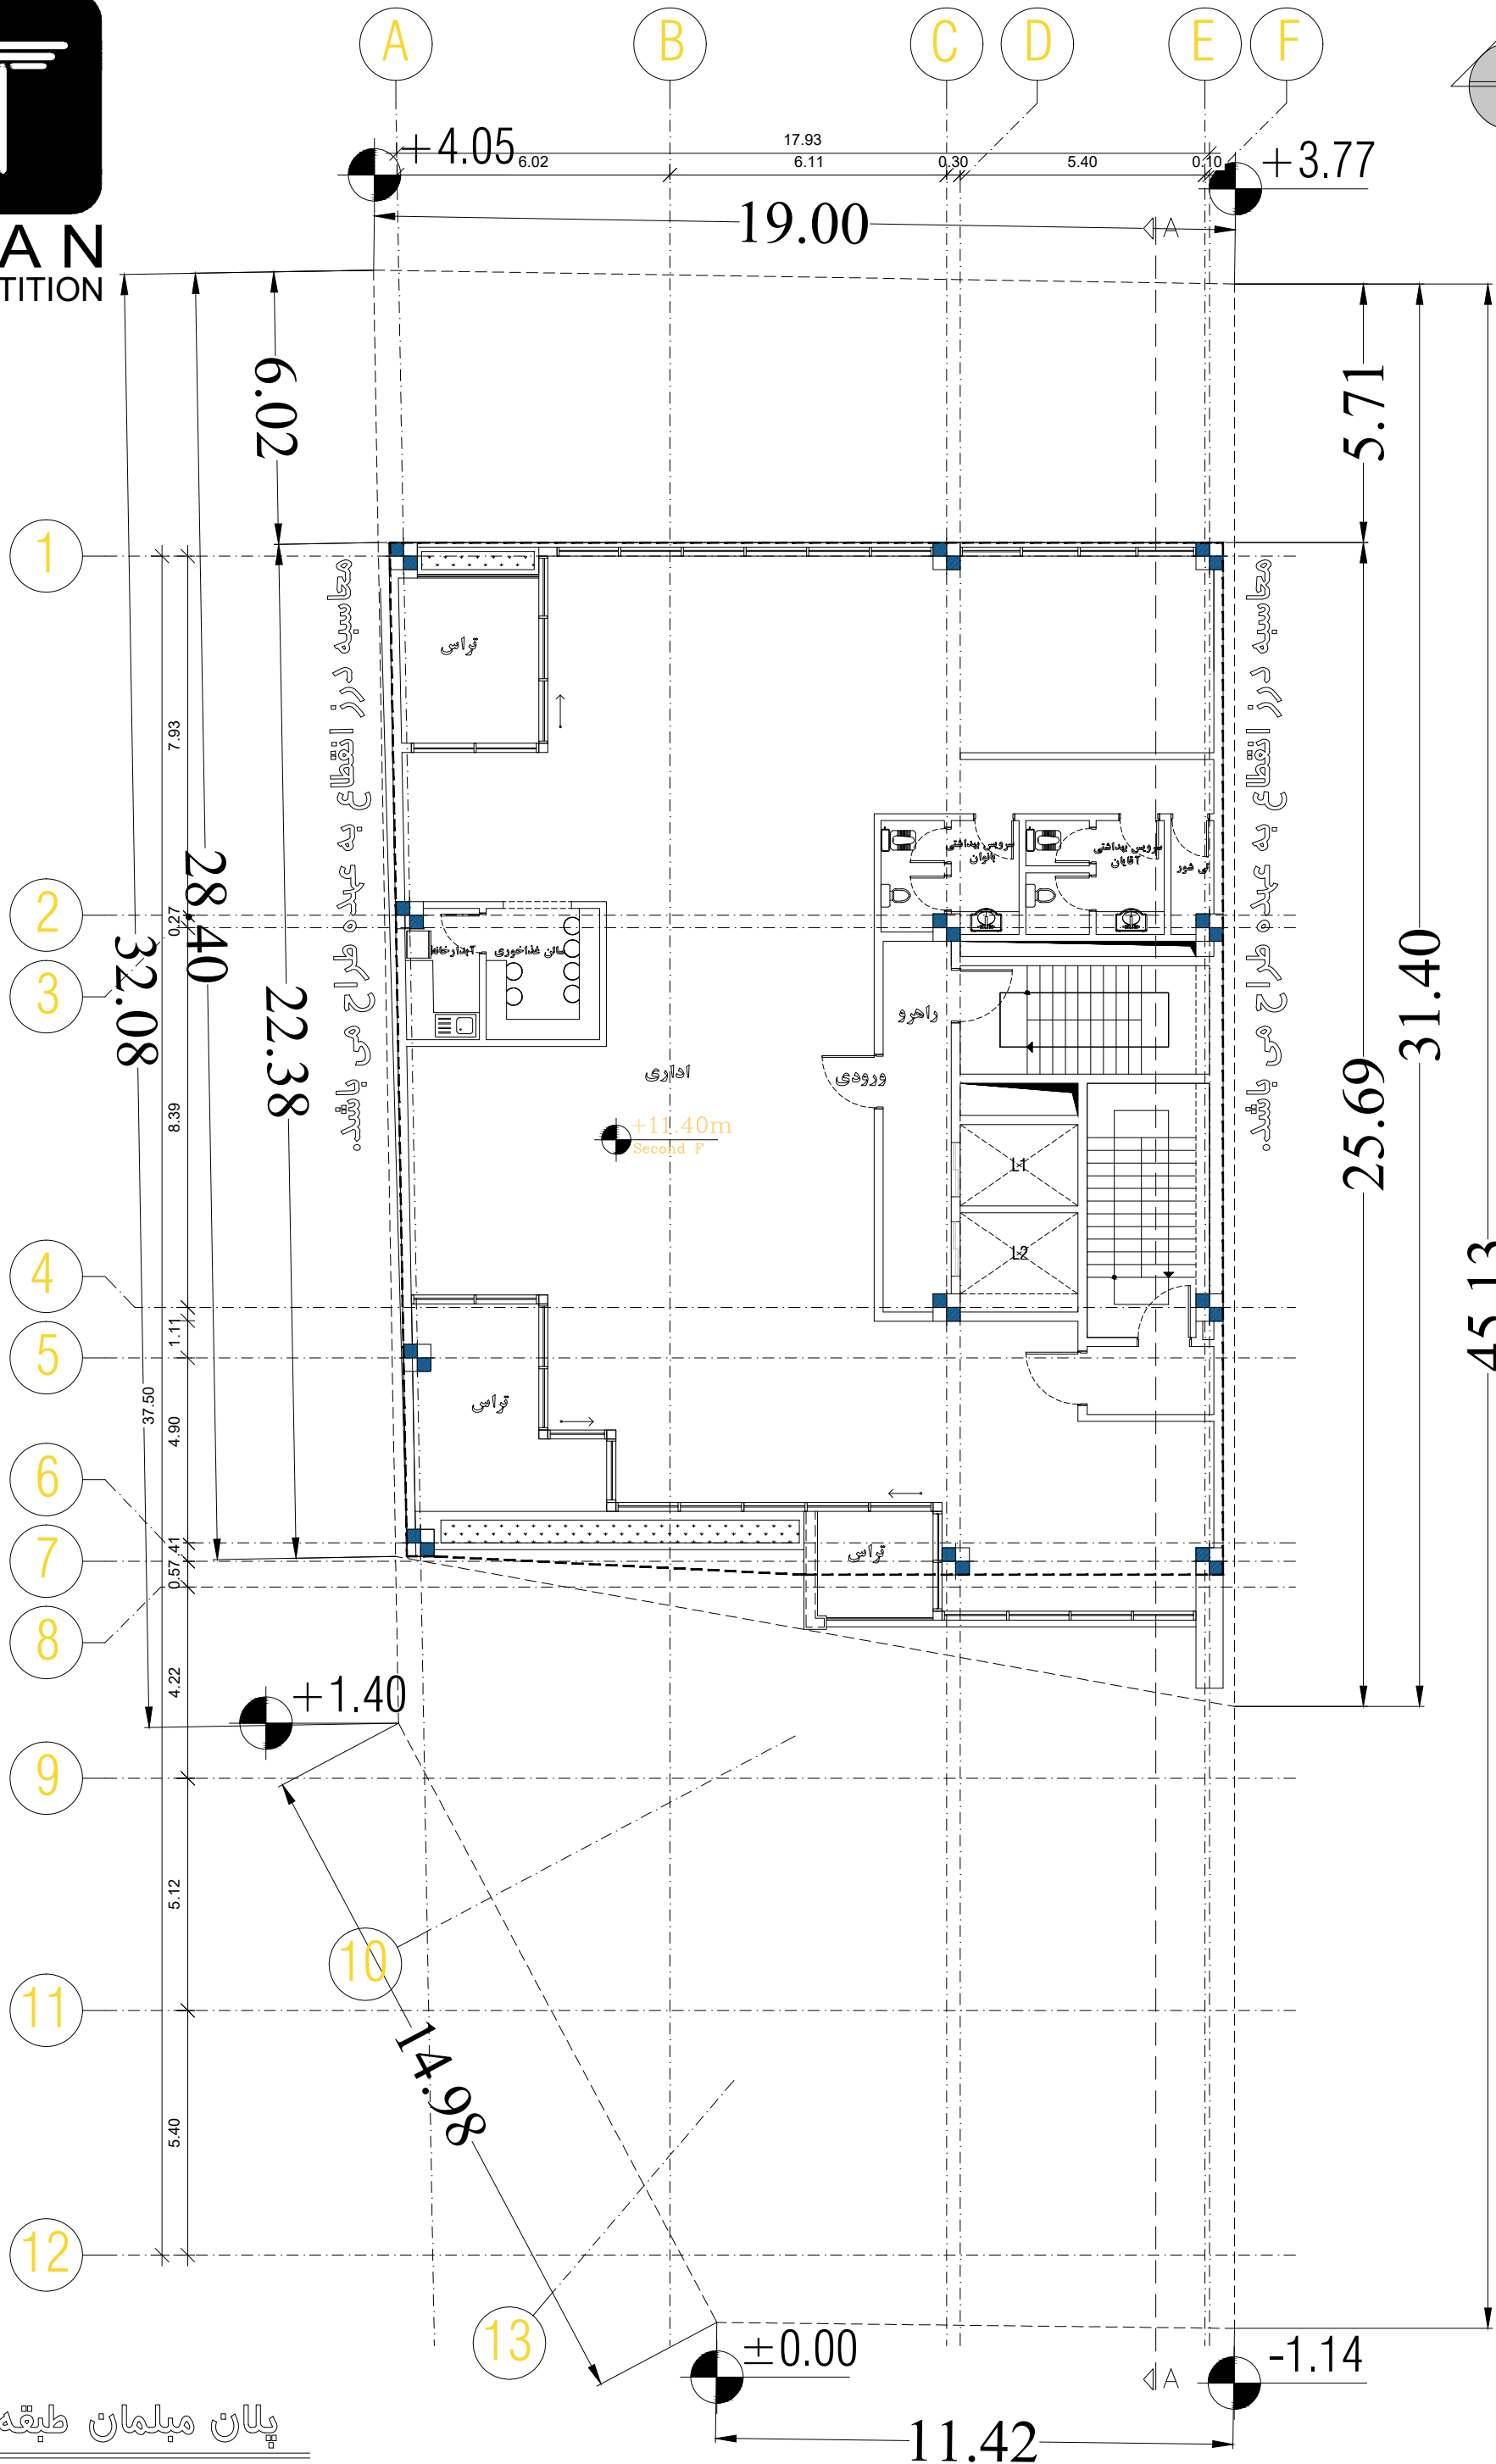 A B C D E F
+4.05
17.93
6.02 6.11 0.30 5.40 0.10
+3.77
19.00
A
A N
TITION
6.02
5.71
1
محاسبه درز انقطاع به عهده طراح می باشد.
محاسبه درز انقطاع به عهده طراح می باشد.
تراس
7.93
28.40
32.08
22.38
31.40
25.69
45.13
سرویس بهداشتی
بانوان
سرویس بهداشتی
آقایان
تی شور
2
0.27
3
آبدارخانه
سالن غذاخوری
راهرو
اداری
ورودی
+11.40m
Second F
8.39
L1
L2
4
1.11
5
37.50
4.90
تراس
6
.41
7
0.57
تراس
8
4.22
+1.40
9
5.12
10
11
14.98
5.40
12
13
±0.00
-1.14
A
11.42
پلان مبلمان طبقه